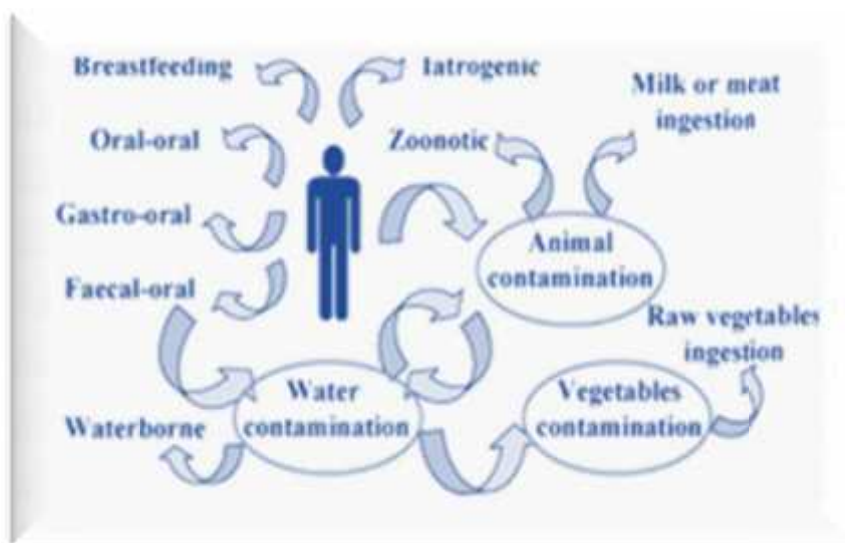 Breastfeeding
Iatrogenic
Milk or meat
ingestion
Oral-oral
Zoonotic
Gastro-oral
Animal
contamination
Faecal-oral
Raw vegetables
ingestion
Water
contamination
Vegetables
contamination
Waterborne